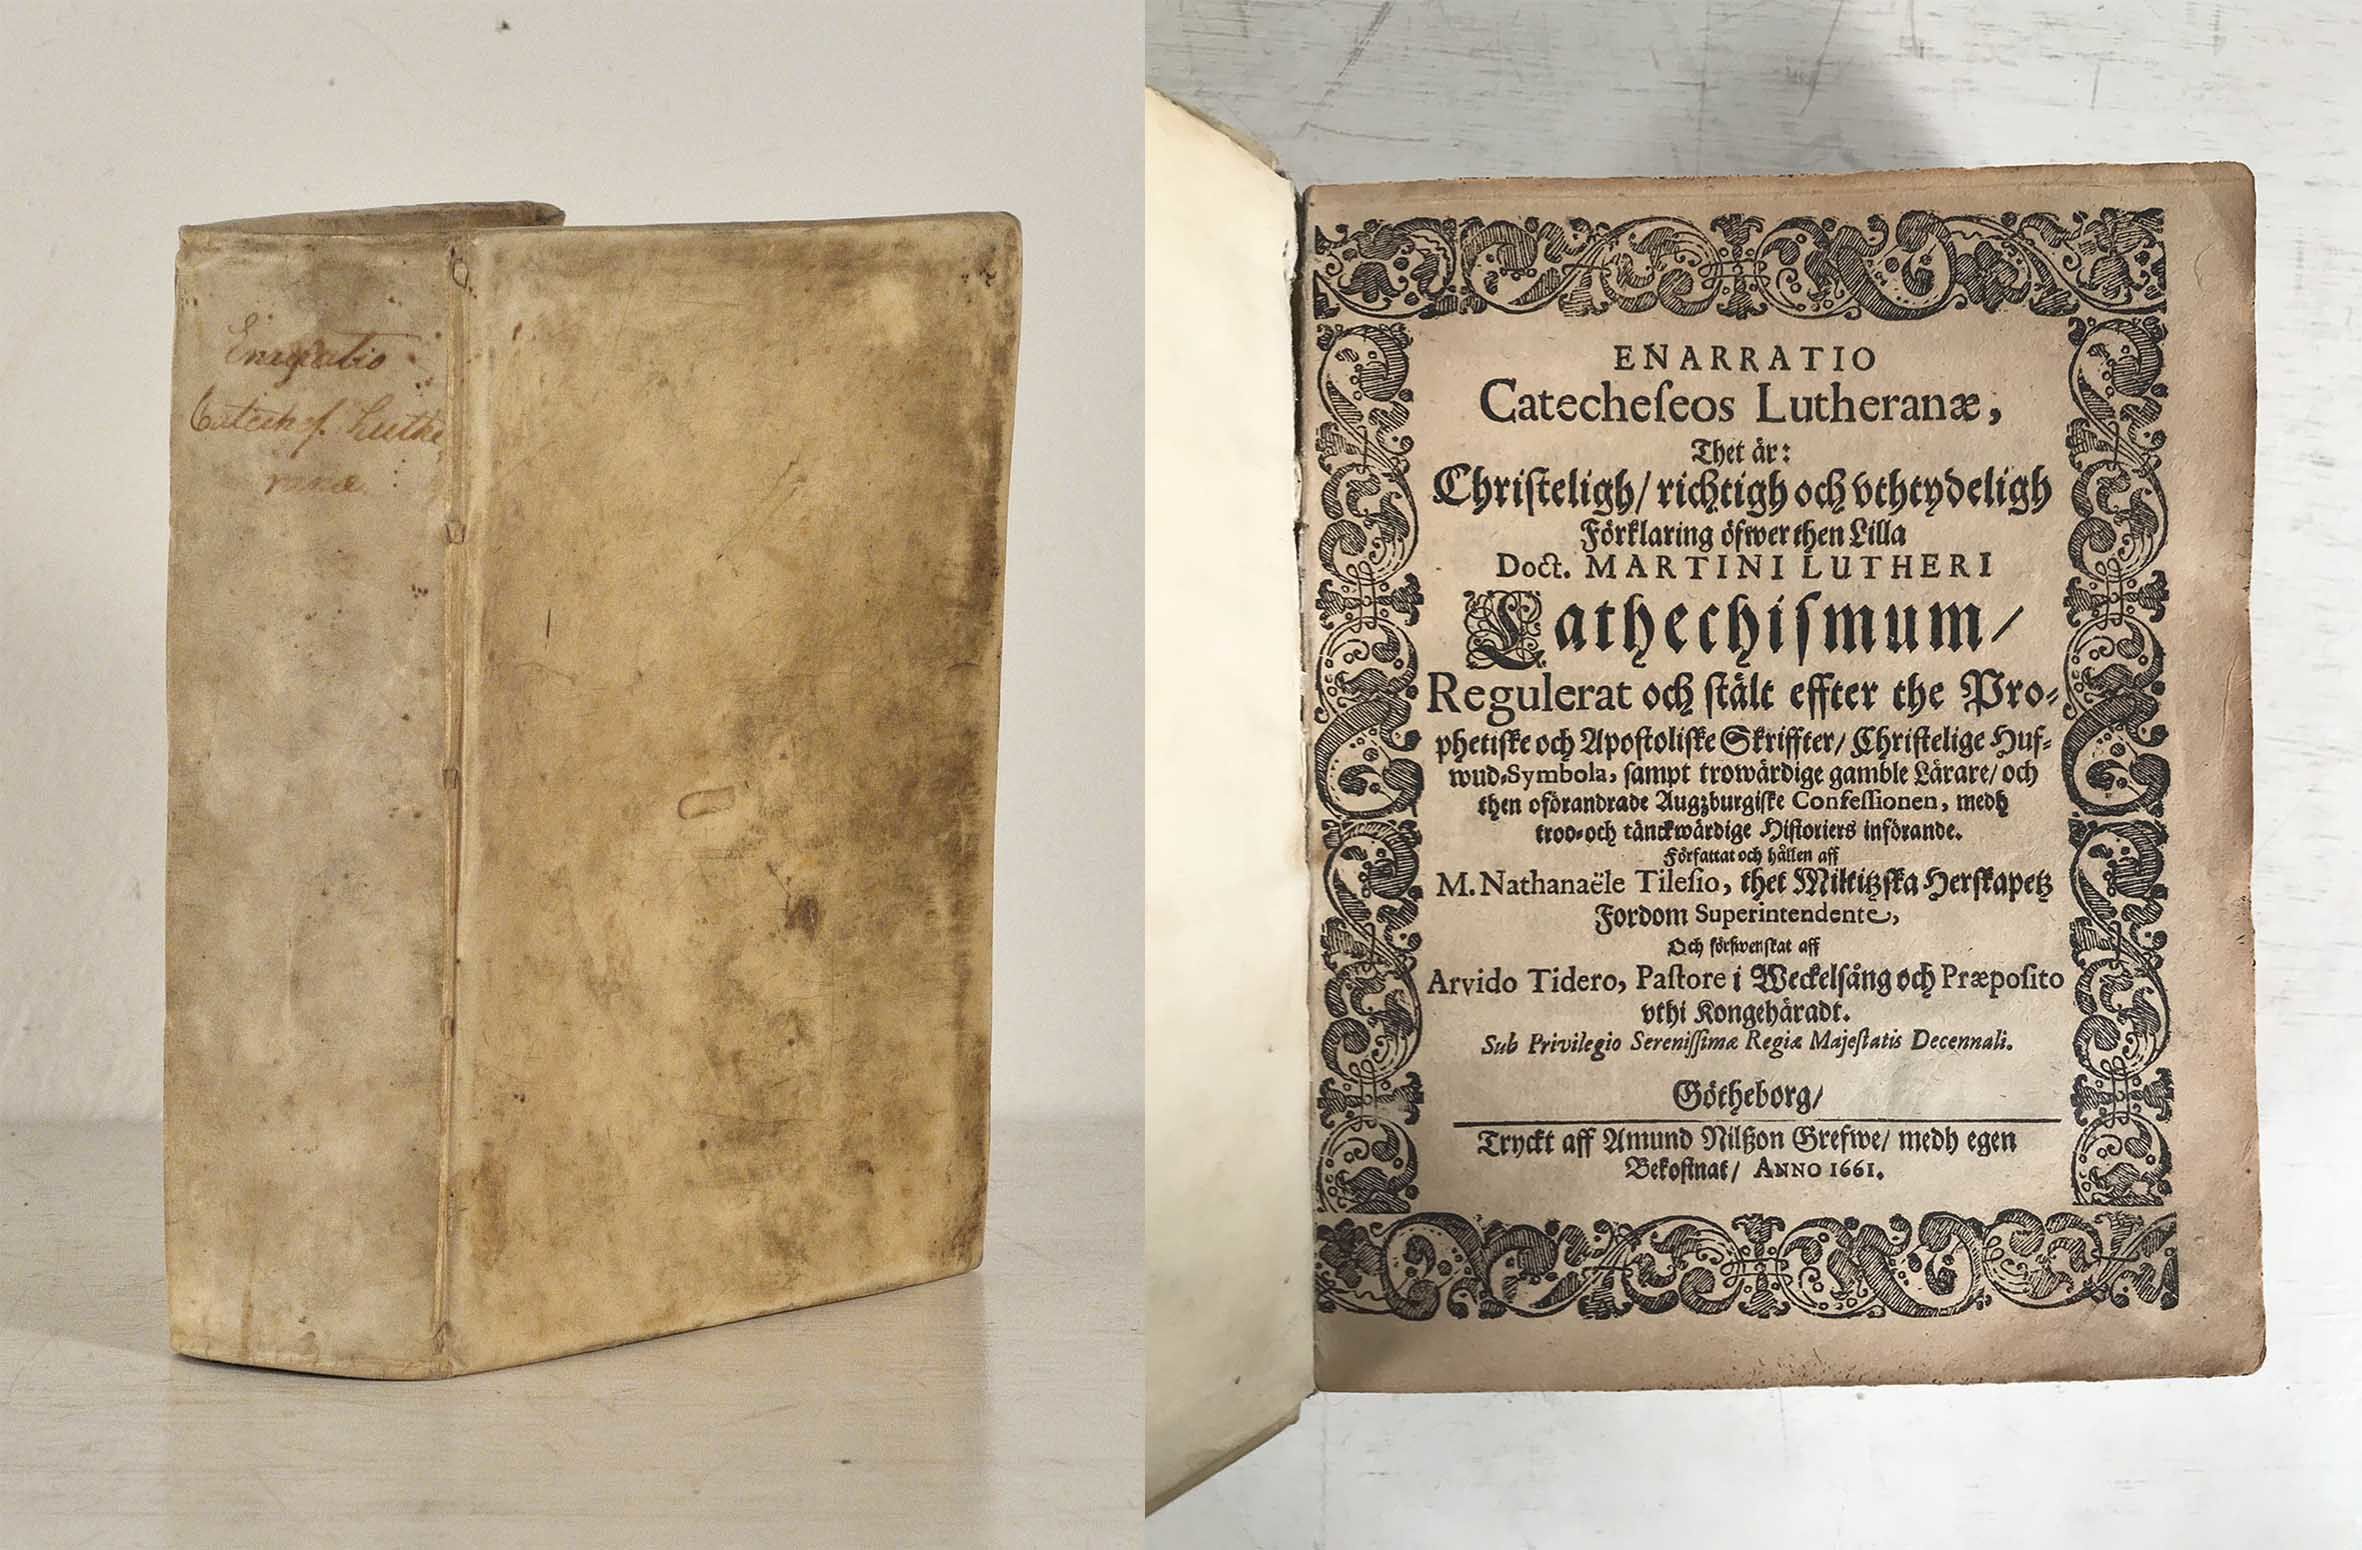 Enarratio
Catechs. Luthe
ranæ
ENARRATIO
Catecheſeos Lutheranæ,
Thet är:
Chriſteligh/ richtigh och vthtydeligh
Förklaring öfwer then Lilla
Doct. MARTINI LUTHERI
Cathechiſmum/
Regulerat och ſtält effter the Pro⸗
phetiſke och Apoſtoliſke Skriffter/ Chriſtelige Huf⸗
wud⸗Symbola, ſampt trowärdige gamble Lärare/ och
then oförandrade Augzburgiſke Confeſſionen, medh
troo⸗och tänckwärdige Hiſtoriers införande.
Författat och hållen aff
M. Nathanaële Tileſio, thet Miltitzſka Herſkapetz
Fordom Superintendente,
Och förſwenſkat aff
Arvido Tidero, Paſtore i Weckelſång och Præpoſito
vthi Kongehäradt.
Sub Privilegio Sereniſſimæ Regiæ Majeſtatis Decennali.
Götheborg/
Tryckt aff Amund Nilßon Grefwe/ medh egen
Bekoſtnat/ ANNO 1661.